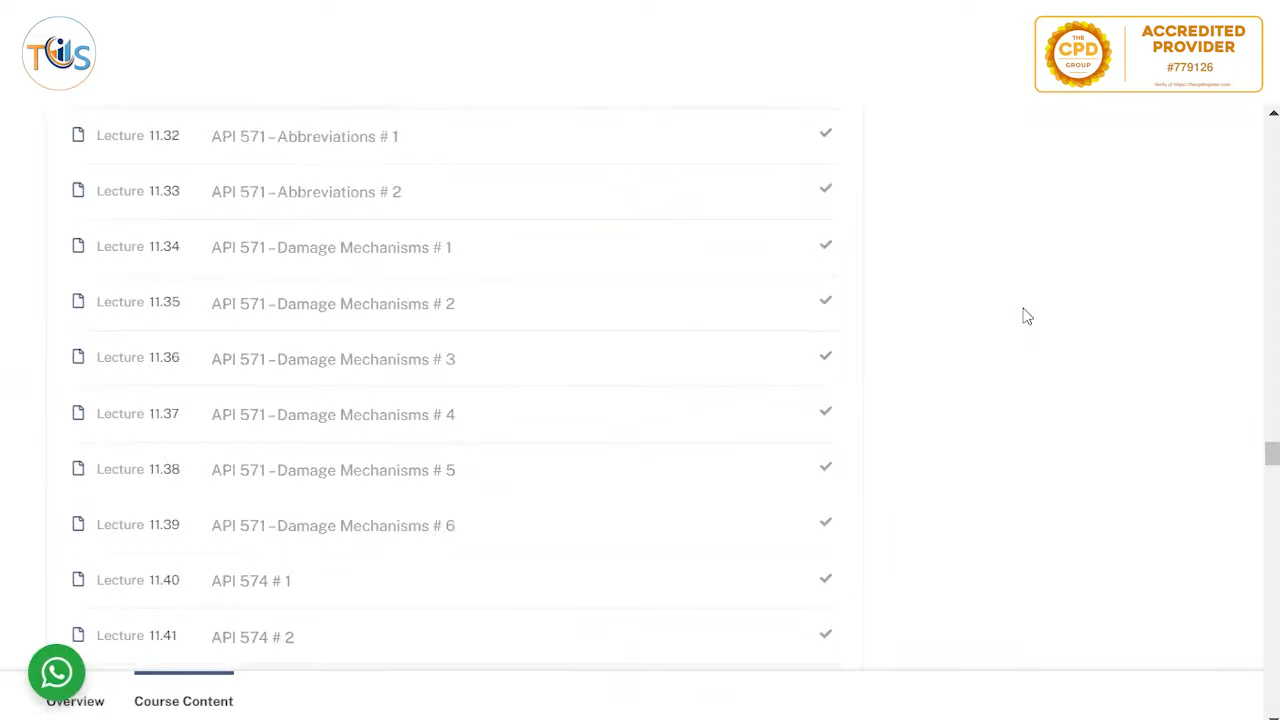 TIS
THE
CPD
GROUP
ACCREDITED
PROVIDER
#779126
Lecture 11.32 API 571 – Abbreviations # 1
Lecture 11.33 API 571 – Abbreviations # 2
Lecture 11.34 API 571 – Damage Mechanisms # 1
Lecture 11.35 API 571 – Damage Mechanisms # 2
Lecture 11.36 API 571 – Damage Mechanisms # 3
Lecture 11.37 API 571 – Damage Mechanisms # 4
Lecture 11.38 API 571 – Damage Mechanisms # 5
Lecture 11.39 API 571 – Damage Mechanisms # 6
Lecture 11.40 API 574 # 1
Lecture 11.41 API 574 # 2
Overview Course Content